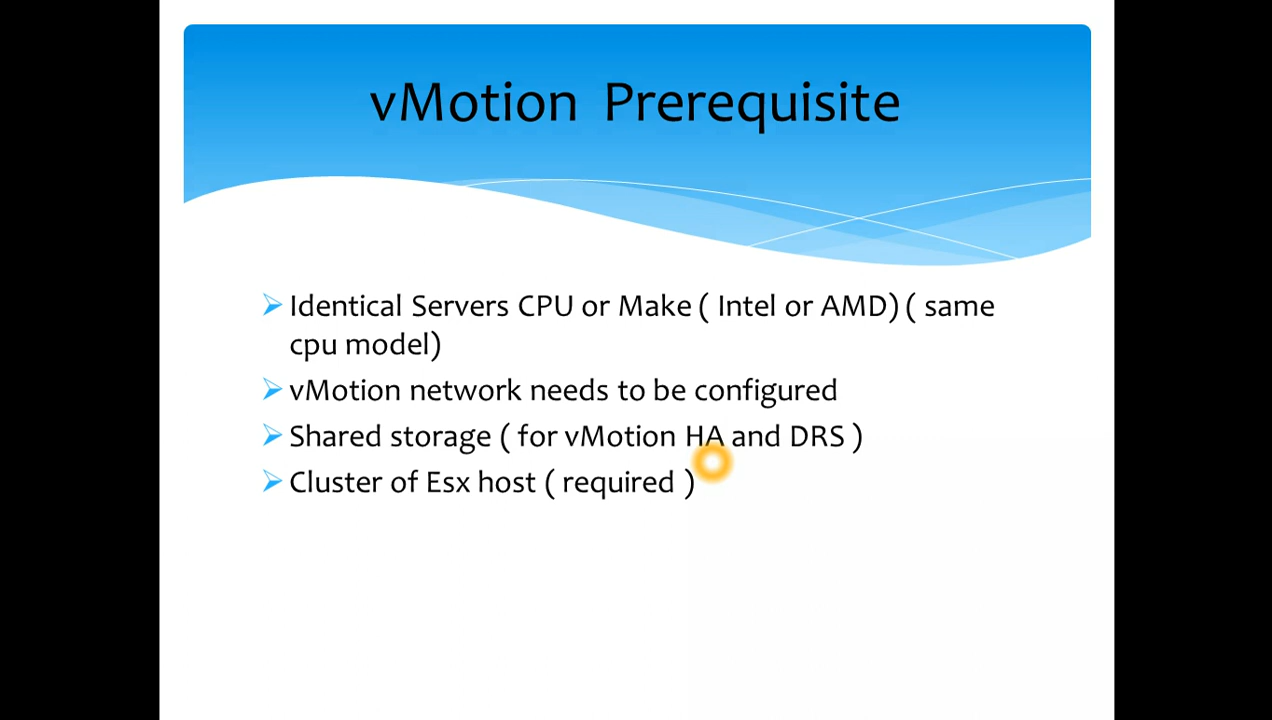 vMotion Prerequisite
Identical Servers CPU or Make ( Intel or AMD) ( same
cpu model)
vMotion network needs to be configured
Shared storage ( for vMotion HA and DRS )
Cluster of Esx host ( required )